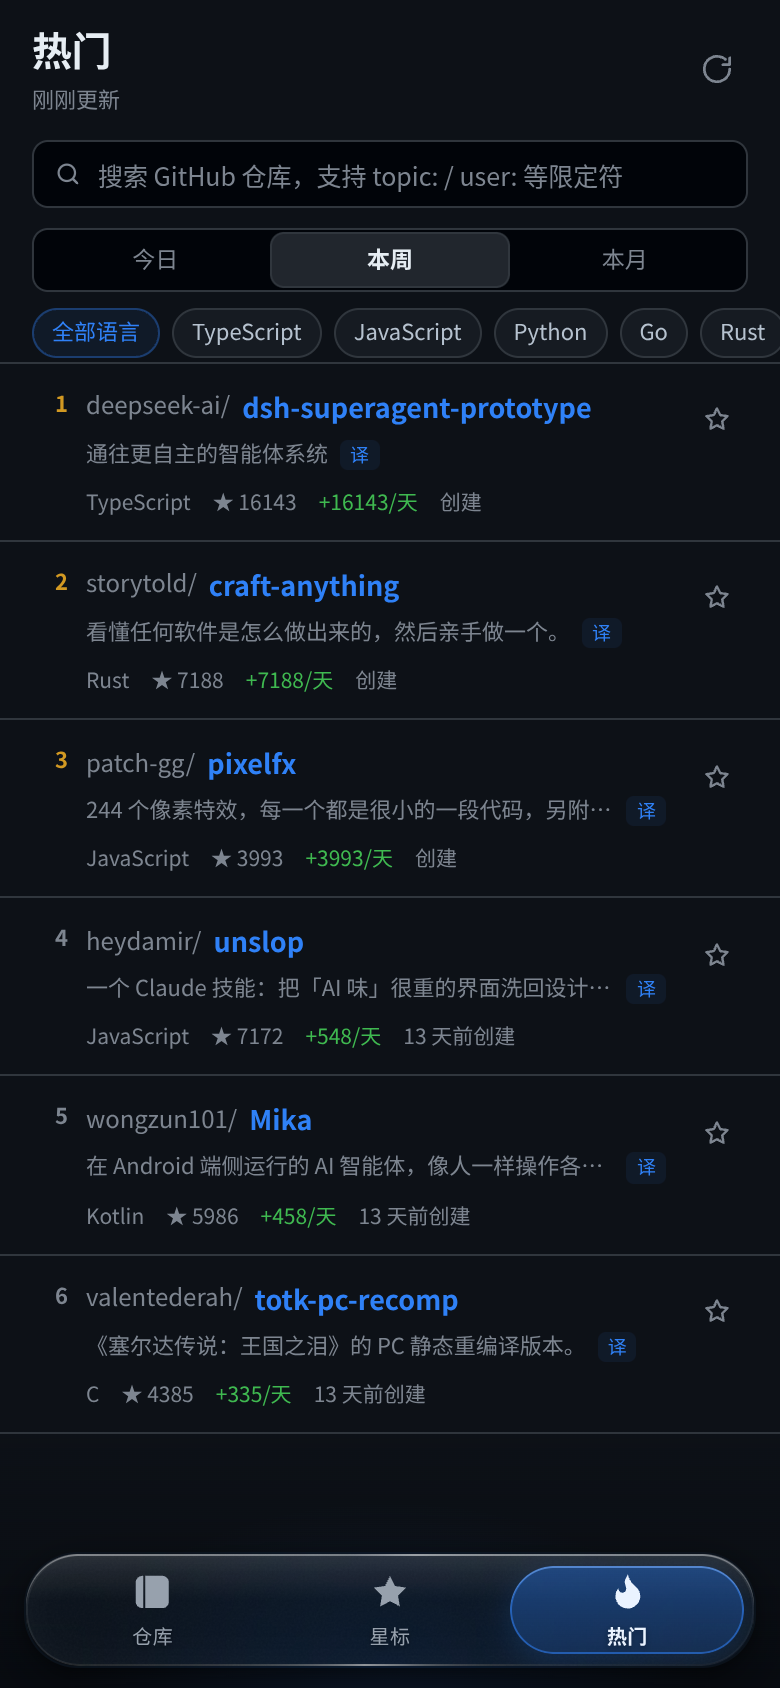 热门
刚刚更新
搜索 GitHub 仓库，支持 topic: / user: 等限定符
今日 本周 本月
全部语言 TypeScript JavaScript Python Go Rust
1 deepseek-ai/ dsh-superagent-prototype
通往更自主的智能体系统 译
TypeScript ★ 16143 +16143/天 创建
2 storytold/ craft-anything
看懂任何软件是怎么做出来的，然后亲手做一个。 译
Rust ★ 7188 +7188/天 创建
3 patch-gg/ pixelfx
244 个像素特效，每一个都是很小的一段代码，另附… 译
JavaScript ★ 3993 +3993/天 创建
4 heydamir/ unslop
一个 Claude 技能：把「AI 味」很重的界面洗回设计… 译
JavaScript ★ 7172 +548/天 13 天前创建
5 wongzun101/ Mika
在 Android 端侧运行的 AI 智能体，像人一样操作各… 译
Kotlin ★ 5986 +458/天 13 天前创建
6 valentederah/ totk-pc-recomp
《塞尔达传说：王国之泪》的 PC 静态重编译版本。 译
C ★ 4385 +335/天 13 天前创建
仓库 星标 热门